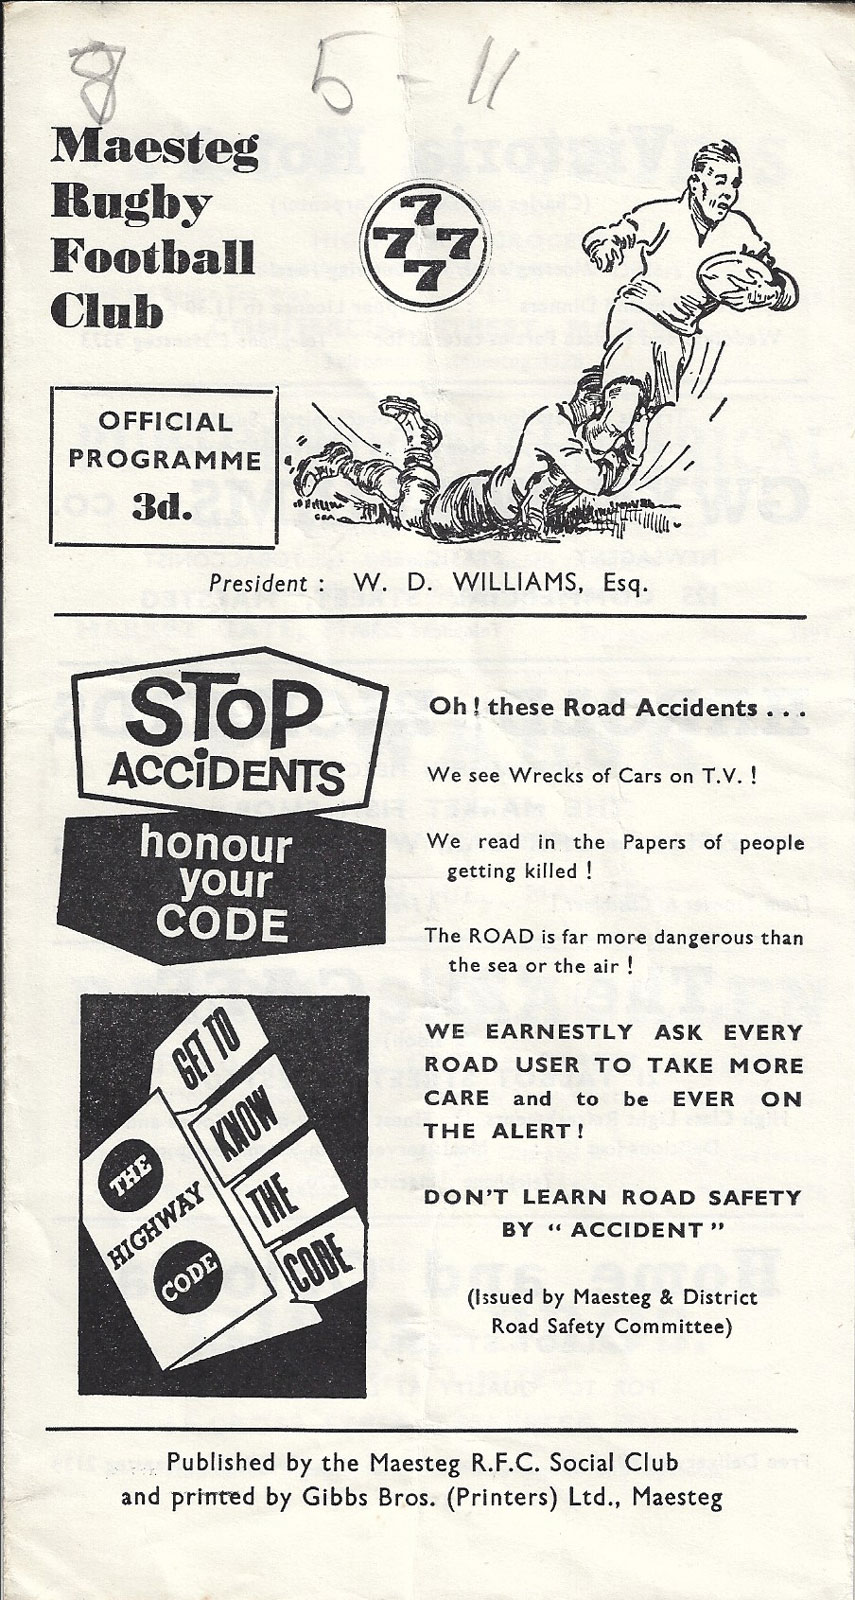 8 5 - 11
Maesteg
Rugby
Football
Club
7
7 7
7
OFFICIAL
PROGRAMME
3d.
President : W. D. WILLIAMS, Esq.
STOP
ACCiDENTS
honour
your
CODE
GET TO
KNOW
THE
CODE
THE
HIGHWAY
CODE
Oh! these Road Accidents . . .
We see Wrecks of Cars on T.V. !
We read in the Papers of people
getting killed !
The ROAD is far more dangerous than
the sea or the air !
WE EARNESTLY ASK EVERY
ROAD USER TO TAKE MORE
CARE and to be EVER ON
THE ALERT!
DON'T LEARN ROAD SAFETY
BY “ ACCIDENT ”
(Issued by Maesteg & District
Road Safety Committee)
Published by the Maesteg R.F.C. Social Club
and printed by Gibbs Bros. (Printers) Ltd., Maesteg